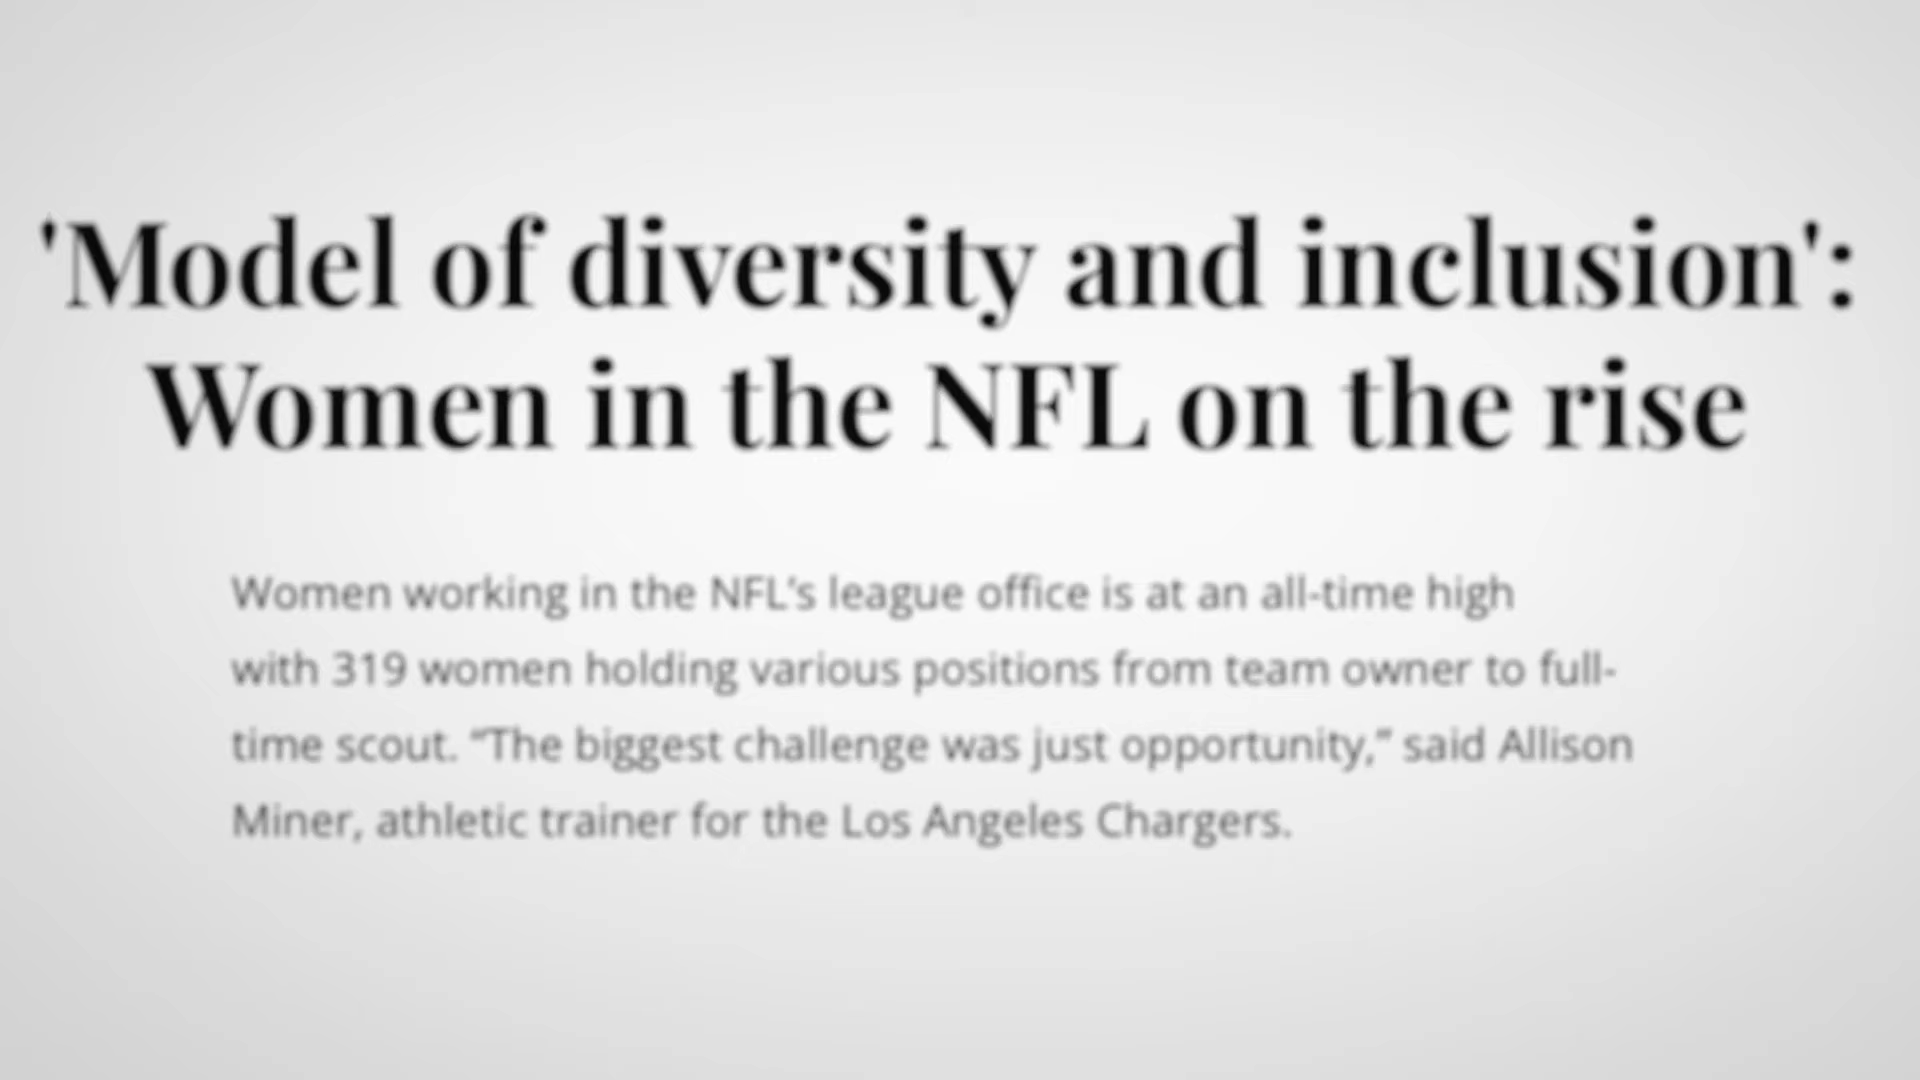 'Model of diversity and inclusion':
Women in the NFL on the rise
Women working in the NFL’s league office is at an all-time high
with 319 women holding various positions from team owner to full-
time scout. “The biggest challenge was just opportunity,” said Allison
Miner, athletic trainer for the Los Angeles Chargers.